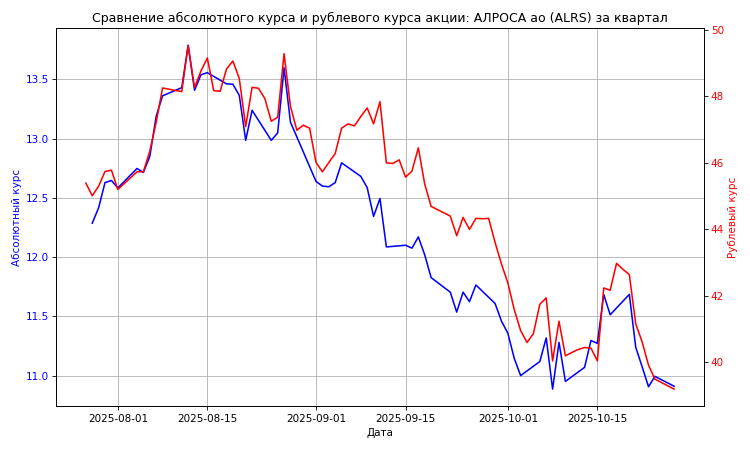 Сравнение абсолютного курса и рублевого курса акции: АЛРОСА ао (ALRS) за квартал
Абсолютный курс
13.5
13.0
12.5
12.0
11.5
11.0
50
48
46
44
42
40
Рублевый курс
2025-08-01 2025-08-15 2025-09-01 2025-09-15 2025-10-01 2025-10-15
Дата